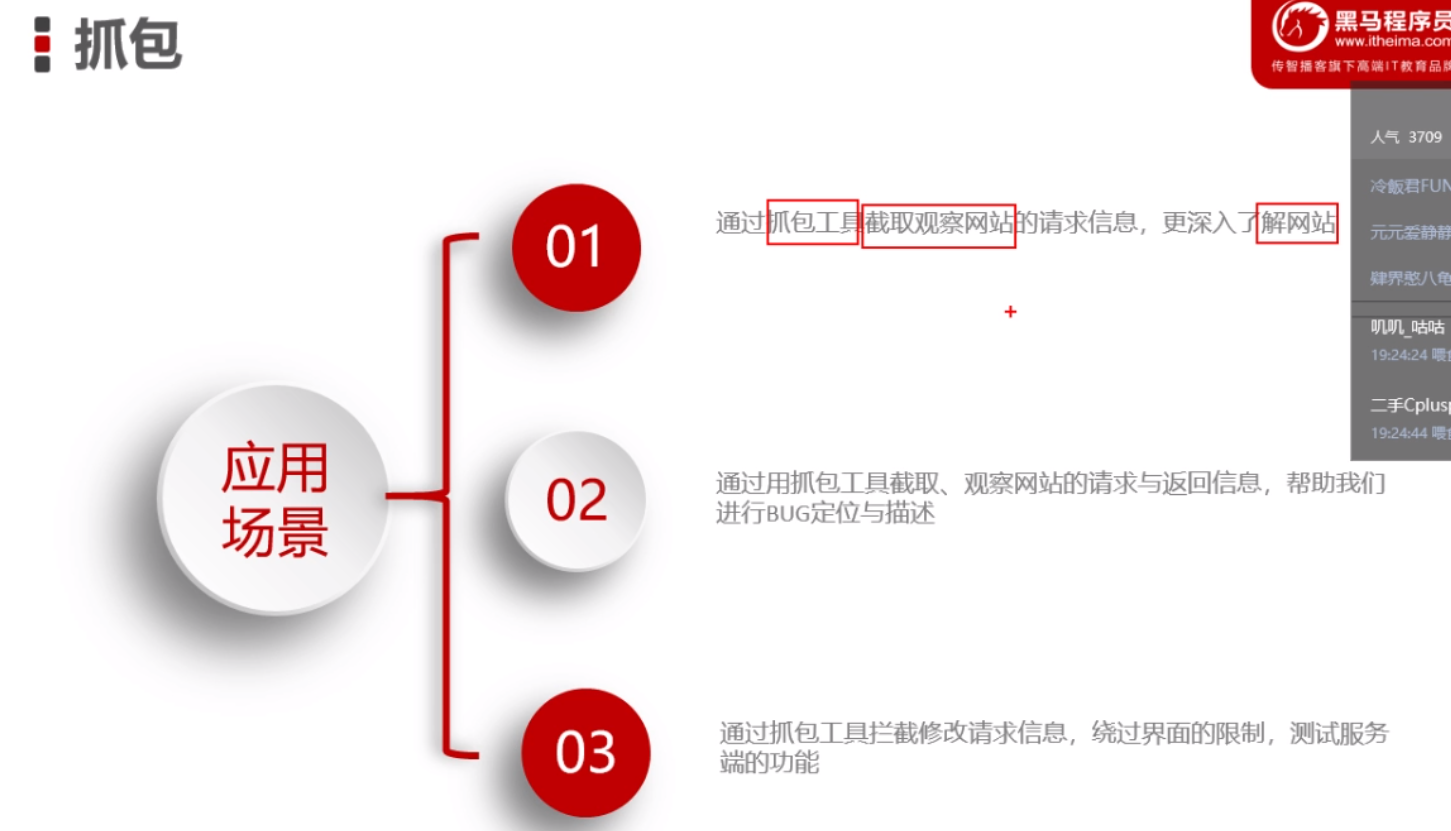 抓包
黑马程序员
www.itheima.com
传智播客旗下高端IT教育品牌
人气 3709
冷飯君FUN
元元爱静静
肆界憨八龟
叽叽_咕咕
19:24:24 喂食
二手Cplusp
19:24:44 喂食
应用
场景
01
通过抓包工具截取观察网站的请求信息，更深入了解网站
02
通过用抓包工具截取、观察网站的请求与返回信息，帮助我们
进行BUG定位与描述
03
通过抓包工具拦截修改请求信息，绕过界面的限制，测试服务
端的功能